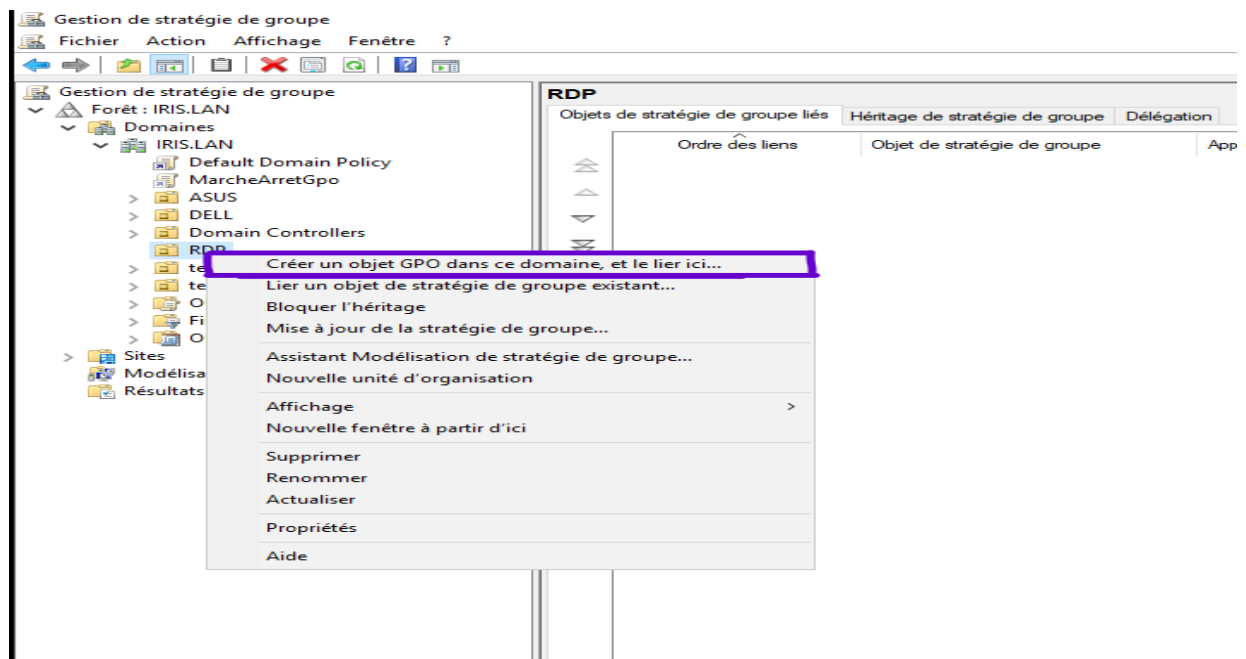 Gestion de stratégie de groupe
Fichier Action Affichage Fenêtre ?
Gestion de stratégie de groupe
Forêt : IRIS.LAN
Domaines
IRIS.LAN
Default Domain Policy
MarcheArretGpo
ASUS
DELL
Domain Controllers
RDP
te
te
O
Fi
O
Sites
Modélisa
Résultats
Créer un objet GPO dans ce domaine, et le lier ici...
Lier un objet de stratégie de groupe existant...
Bloquer l'héritage
Mise à jour de la stratégie de groupe...
Assistant Modélisation de stratégie de groupe...
Nouvelle unité d'organisation
Affichage >
Nouvelle fenêtre à partir d'ici
Supprimer
Renommer
Actualiser
Propriétés
Aide
RDP
Objets de stratégie de groupe liés Héritage de stratégie de groupe Délégation
Ordre des liens Objet de stratégie de groupe App